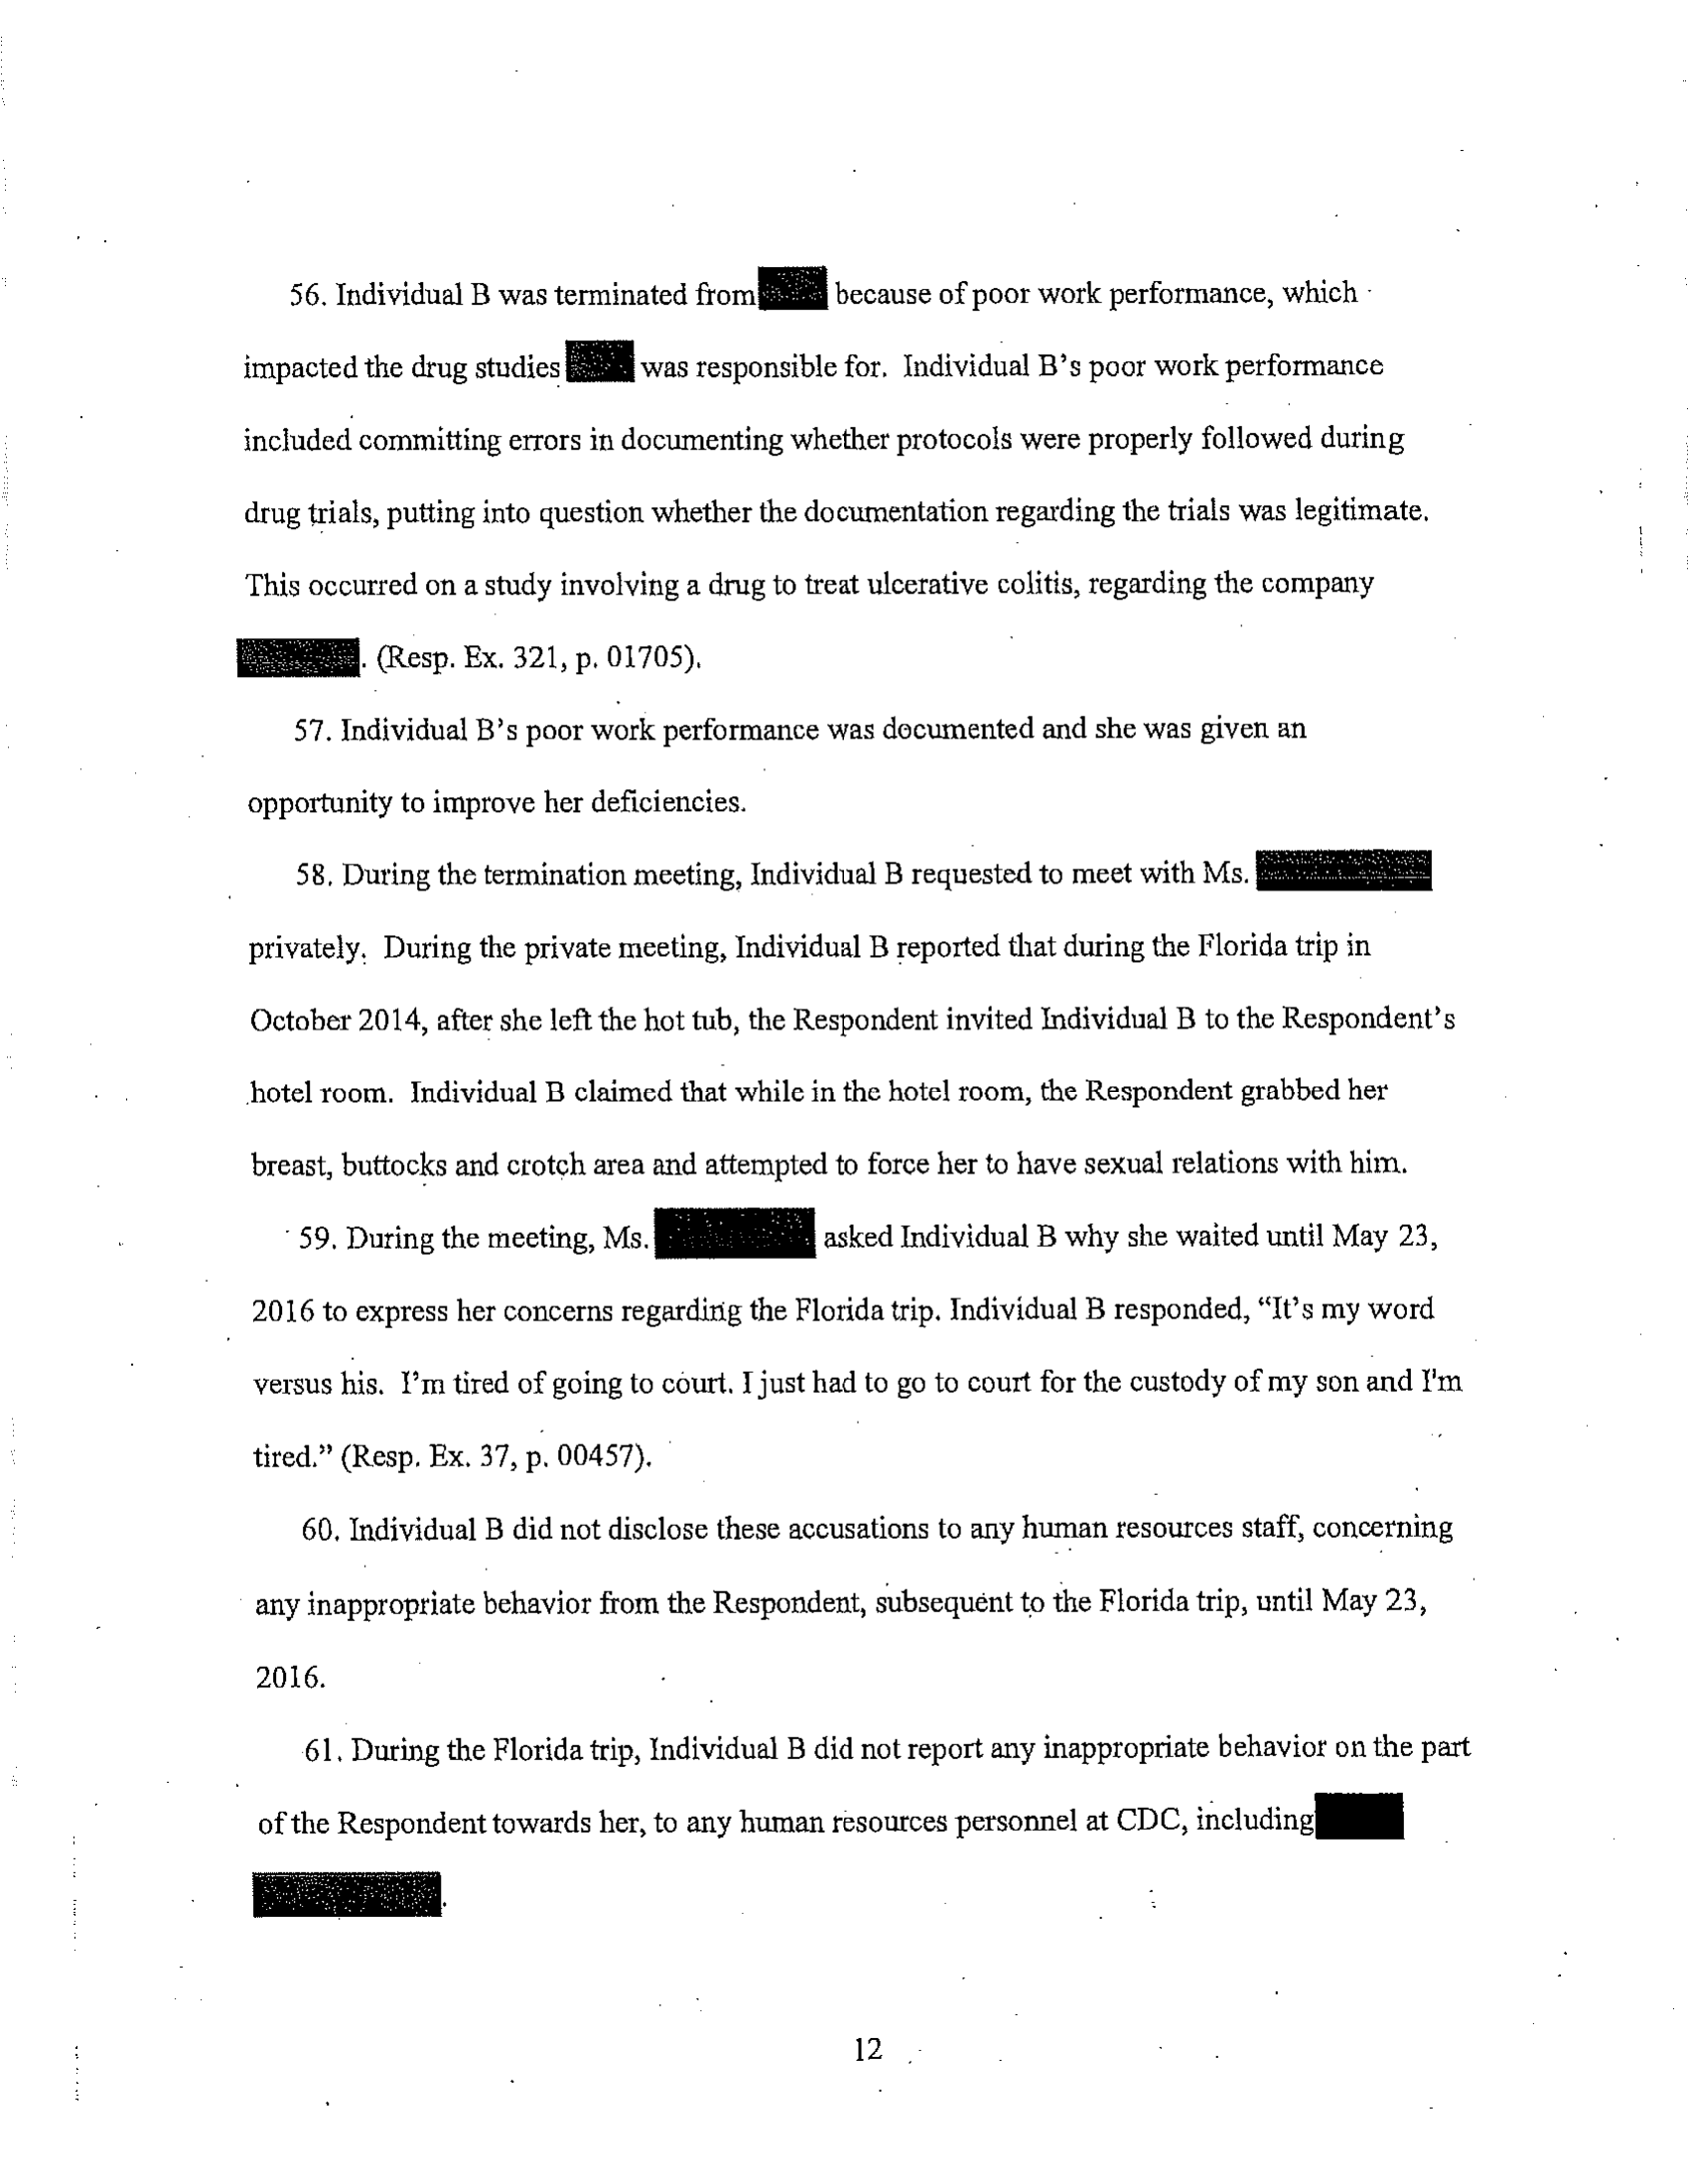 56. Individual B was terminated from because of poor work performance, which
impacted the drug studies was responsible for. Individual B's poor work performance
included committing errors in documenting whether protocols were properly followed during
drug trials, putting into question whether the documentation regarding the trials was legitimate.
This occurred on a study involving a drug to treat ulcerative colitis, regarding the company
. (Resp. Ex. 321, p. 01705).
57. Individual B's poor work performance was documented and she was given an
opportunity to improve her deficiencies.
58. During the termination meeting, Individual B requested to meet with Ms.
privately. During the private meeting, Individual B reported that during the Florida trip in
October 2014, after she left the hot tub, the Respondent invited Individual B to the Respondent's
hotel room. Individual B claimed that while in the hotel room, the Respondent grabbed her
breast, buttocks and crotch area and attempted to force her to have sexual relations with him.
59. During the meeting, Ms. asked Individual B why she waited until May 23,
2016 to express her concerns regarding the Florida trip. Individual B responded, “It's my word
versus his. I'm tired of going to court. I just had to go to court for the custody of my son and I'm
tired.” (Resp. Ex. 37, p. 00457).
60. Individual B did not disclose these accusations to any human resources staff, concerning
any inappropriate behavior from the Respondent, subsequent to the Florida trip, until May 23,
2016.
61. During the Florida trip, Individual B did not report any inappropriate behavior on the part
of the Respondent towards her, to any human resources personnel at CDC, including
.
12